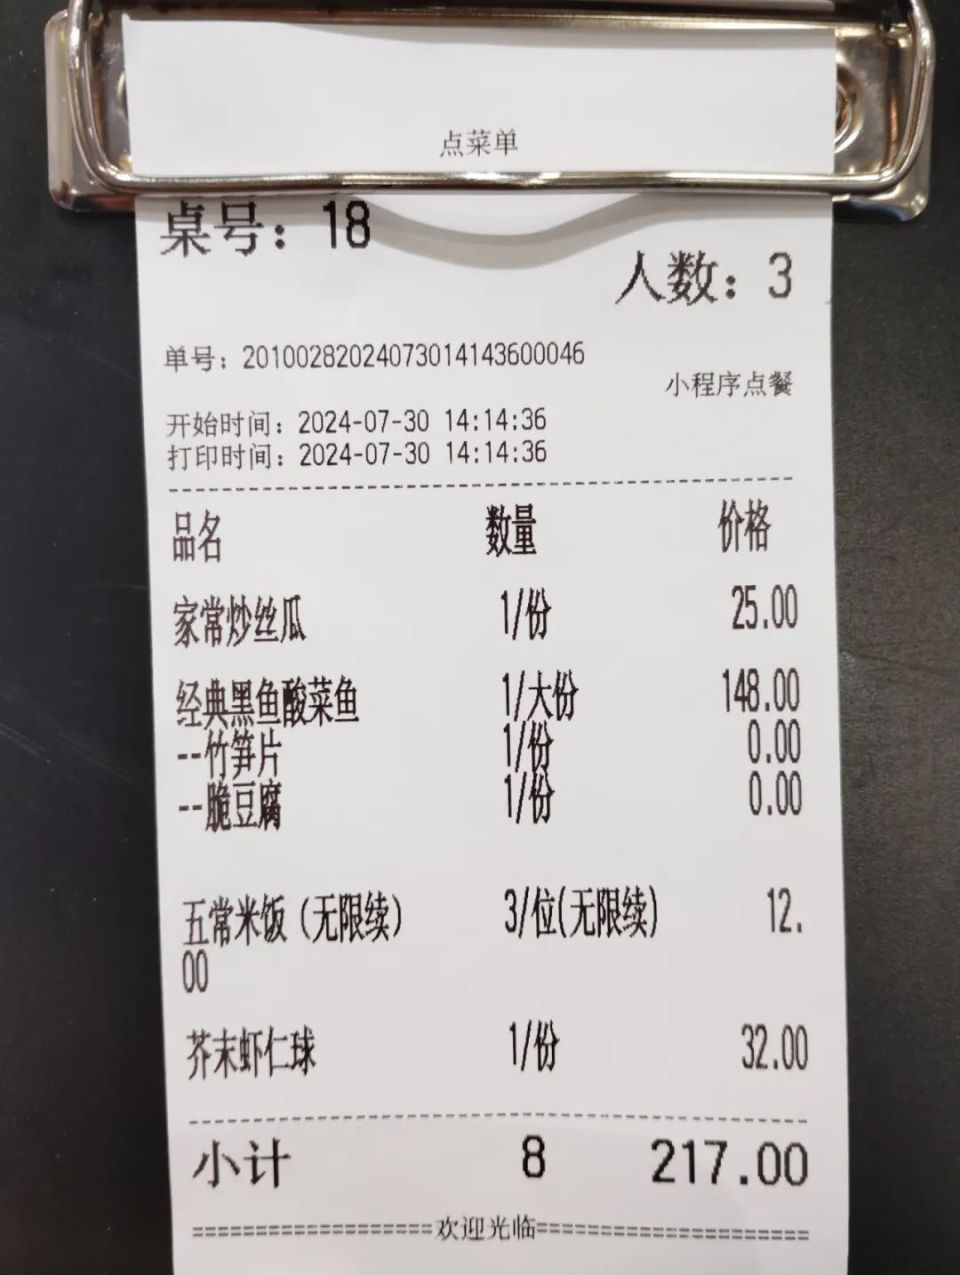 点菜单
桌号：18
人数：3
单号：20100282024073014143600046
小程序点餐
开始时间：2024-07-30 14:14:36
打印时间：2024-07-30 14:14:36
品名 数量 价格
家常炒丝瓜 1/份 25.00
经典黑鱼酸菜鱼 1/大份 148.00
--竹笋片 1/份 0.00
--脆豆腐 1/份 0.00
五常米饭（无限续） 3/位(无限续) 12.
00
芥末虾仁球 1/份 32.00
小计 8 217.00
==================欢迎光临====================